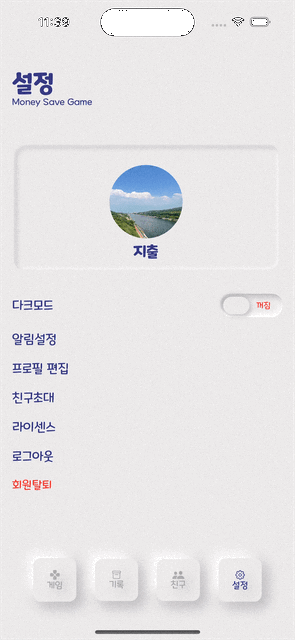 11:39
설정
Money Save Game
지출
다크모드
꺼짐
알림설정
프로필 편집
친구초대
라이센스
로그아웃
회원탈퇴
게임
기록
친구
설정